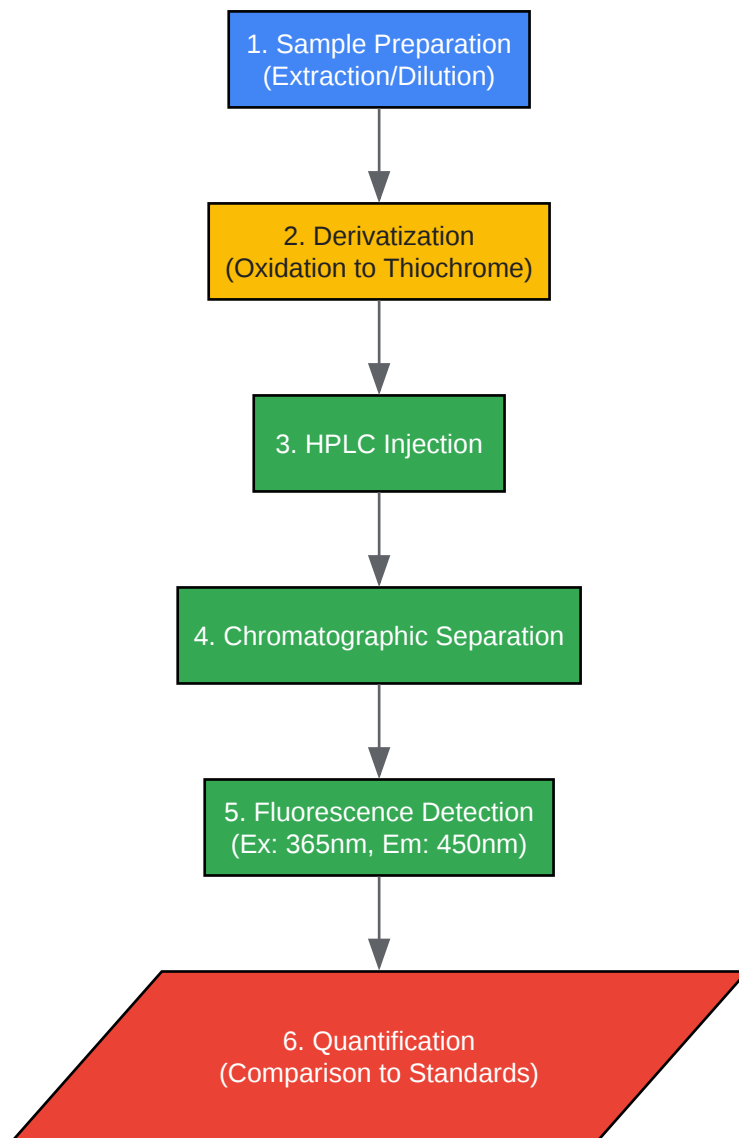 1. Sample Preparation
(Extraction/Dilution)
2. Derivatization
(Oxidation to Thiochrome)
3. HPLC Injection
4. Chromatographic Separation
5. Fluorescence Detection
(Ex: 365nm, Em: 450nm)
6. Quantification
(Comparison to Standards)